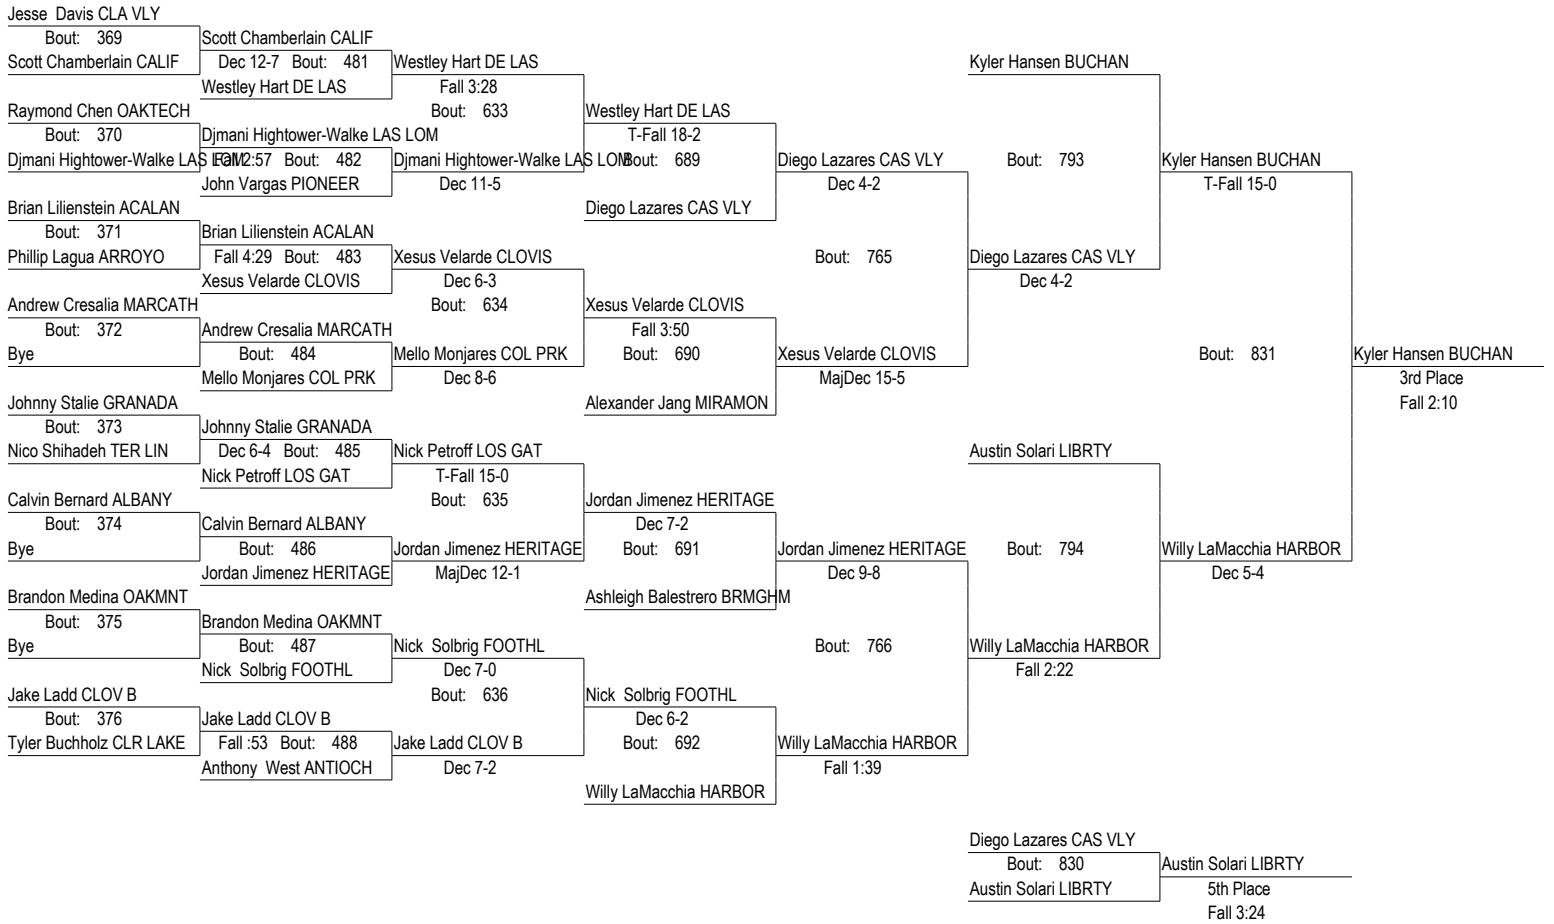 Jesse  Davis CLA VLY
Bout:   369
Scott Chamberlain CALIF
Raymond Chen OAKTECH
Bout:   370
Djmani Hightower-Walke LAS LOM
Brian Lilienstein ACALAN
Bout:   371
Phillip Lagua ARROYO
Andrew Cresalia MARCATH
Bout:   372
Bye
Johnny Stalie GRANADA
Bout:   373
Nico Shihadeh TER LIN
Calvin Bernard ALBANY
Bout:   374
Bye
Brandon Medina OAKMNT
Bout:   375
Bye
Jake Ladd CLOV B
Bout:   376
Tyler Buchholz CLR LAKE
Scott Chamberlain CALIF
Dec 12-7   Bout:   481
Westley Hart DE LAS
Djmani Hightower-Walke LAS LOM
Fall 2:57   Bout:   482
John Vargas PIONEER
Brian Lilienstein ACALAN
Fall 4:29   Bout:   483
Xesus Velarde CLOVIS
Andrew Cresalia MARCATH
Bout:   484
Mello Monjares COL PRK
Johnny Stalie GRANADA
Dec 6-4   Bout:   485
Nick Petroff LOS GAT
Calvin Bernard ALBANY
Bout:   486
Jordan Jimenez HERITAGE
Brandon Medina OAKMNT
Bout:   487
Nick  Solbrig FOOTHL
Jake Ladd CLOV B
Fall :53   Bout:   488
Anthony  West ANTIOCH
Westley Hart DE LAS
Fall 3:28
Bout:   633
Djmani Hightower-Walke LAS LOM
Dec 11-5
Xesus Velarde CLOVIS
Dec 6-3
Bout:   634
Mello Monjares COL PRK
Dec 8-6
Nick Petroff LOS GAT
T-Fall 15-0
Bout:   635
Jordan Jimenez HERITAGE
MajDec 12-1
Nick  Solbrig FOOTHL
Dec 7-0
Bout:   636
Jake Ladd CLOV B
Dec 7-2
Westley Hart DE LAS
T-Fall 18-2
Bout:   689
Diego Lazares CAS VLY
Xesus Velarde CLOVIS
Fall 3:50
Bout:   690
Alexander Jang MIRAMON
Jordan Jimenez HERITAGE
Dec 7-2
Bout:   691
Ashleigh Balestrero BRMGHM
Nick  Solbrig FOOTHL
Dec 6-2
Bout:   692
Willy LaMacchia HARBOR
Diego Lazares CAS VLY
Dec 4-2
Bout:   765
Xesus Velarde CLOVIS
MajDec 15-5
Jordan Jimenez HERITAGE
Dec 9-8
Bout:   766
Willy LaMacchia HARBOR
Fall 1:39
Kyler Hansen BUCHAN
Bout:   793
Diego Lazares CAS VLY
Dec 4-2
Austin Solari LIBRTY
Bout:   794
Willy LaMacchia HARBOR
Fall 2:22
Kyler Hansen BUCHAN
T-Fall 15-0
Bout:   831
Willy LaMacchia HARBOR
Dec 5-4
Kyler Hansen BUCHAN
3rd Place
Fall 2:10
Diego Lazares CAS VLY
Bout:   830
Austin Solari LIBRTY
Austin Solari LIBRTY
5th Place
Fall 3:24